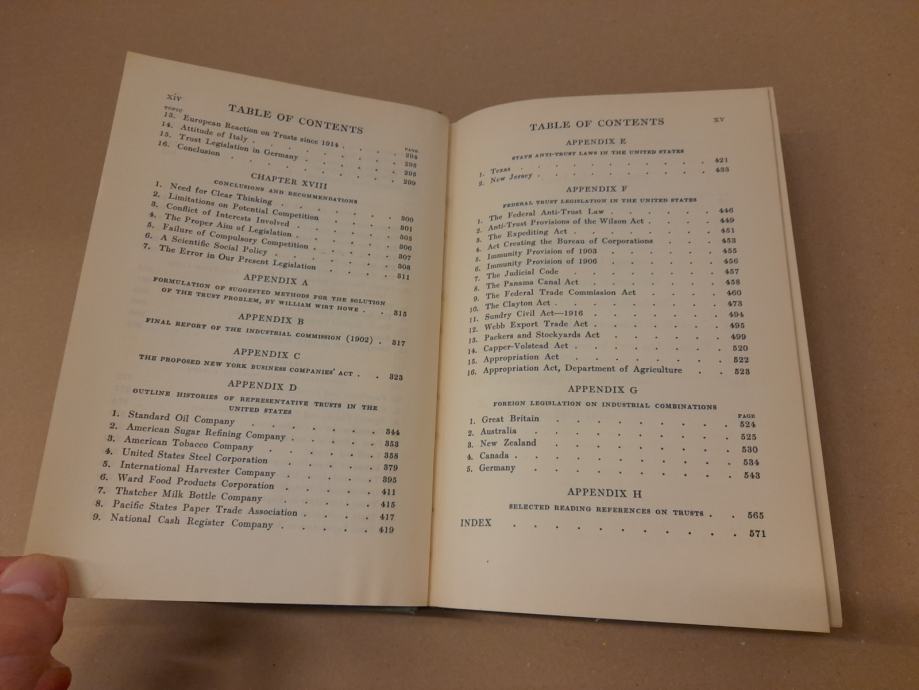 xiv
TABLE OF CONTENTS
TOPIC
PAGE
13. European Reaction on Trusts since 1914 . . . . . 294
14. Attitude of Italy . . . . . . . 298
15. Trust Legislation in Germany . . . . . 298
16. Conclusion . . . . . . . 299
CHAPTER XVIII
CONCLUSIONS AND RECOMMENDATIONS
1. Need for Clear Thinking . . . . . . 300
2. Limitations on Potential Competition . . . . 301
3. Conflict of Interests Involved . . . . . 303
4. The Proper Aim of Legislation . . . . . 306
5. Failure of Compulsory Competition . . . . . 307
6. A Scientific Social Policy . . . . . . 308
7. The Error in Our Present Legislation . . . . 311
APPENDIX A
FORMULATION OF SUGGESTED METHODS FOR THE SOLUTION
OF THE TRUST PROBLEM, BY WILLIAM WIRT HOWE . . 315
APPENDIX B
FINAL REPORT OF THE INDUSTRIAL COMMISSION (1902) . 317
APPENDIX C
THE PROPOSED NEW YORK BUSINESS COMPANIES' ACT . . 323
APPENDIX D
OUTLINE HISTORIES OF REPRESENTATIVE TRUSTS IN THE
UNITED STATES
1. Standard Oil Company . . . . . . 344
2. American Sugar Refining Company . . . . . 353
3. American Tobacco Company . . . . . 358
4. United States Steel Corporation . . . . . 379
5. International Harvester Company . . . . . 395
6. Ward Food Products Corporation . . . . . 411
7. Thatcher Milk Bottle Company . . . . . 415
8. Pacific States Paper Trade Association . . . . 417
9. National Cash Register Company . . . . . 419
TABLE OF CONTENTS
xv
APPENDIX E
STATE ANTI-TRUST LAWS IN THE UNITED STATES
1. Texas . . . . . . . . 421
2. New Jersey . . . . . . . . 433
APPENDIX F
FEDERAL TRUST LEGISLATION IN THE UNITED STATES
1. The Federal Anti-Trust Law . . . . . . 446
2. Anti-Trust Provisions of the Wilson Act . . . . 449
3. The Expediting Act . . . . . . . 451
4. Act Creating the Bureau of Corporations . . . . 453
5. Immunity Provision of 1903 . . . . . . 455
6. Immunity Provision of 1906 . . . . . . 456
7. The Judicial Code . . . . . . . 457
8. The Panama Canal Act . . . . . . 458
9. The Federal Trade Commission Act . . . . 460
10. The Clayton Act . . . . . . . 473
11. Sundry Civil Act—1916 . . . . . . 494
12. Webb Export Trade Act . . . . . . 495
13. Packers and Stockyards Act . . . . . 499
14. Capper-Volstead Act . . . . . . . 520
15. Appropriation Act . . . . . . . 522
16. Appropriation Act, Department of Agriculture . . 523
APPENDIX G
FOREIGN LEGISLATION ON INDUSTRIAL COMBINATIONS
PAGE
1. Great Britain . . . . . . . 524
2. Australia . . . . . . . . 525
3. New Zealand . . . . . . . 530
4. Canada . . . . . . . . 534
5. Germany . . . . . . . . 543
APPENDIX H
SELECTED READING REFERENCES ON TRUSTS . . 565
INDEX . . . . . . . . 571